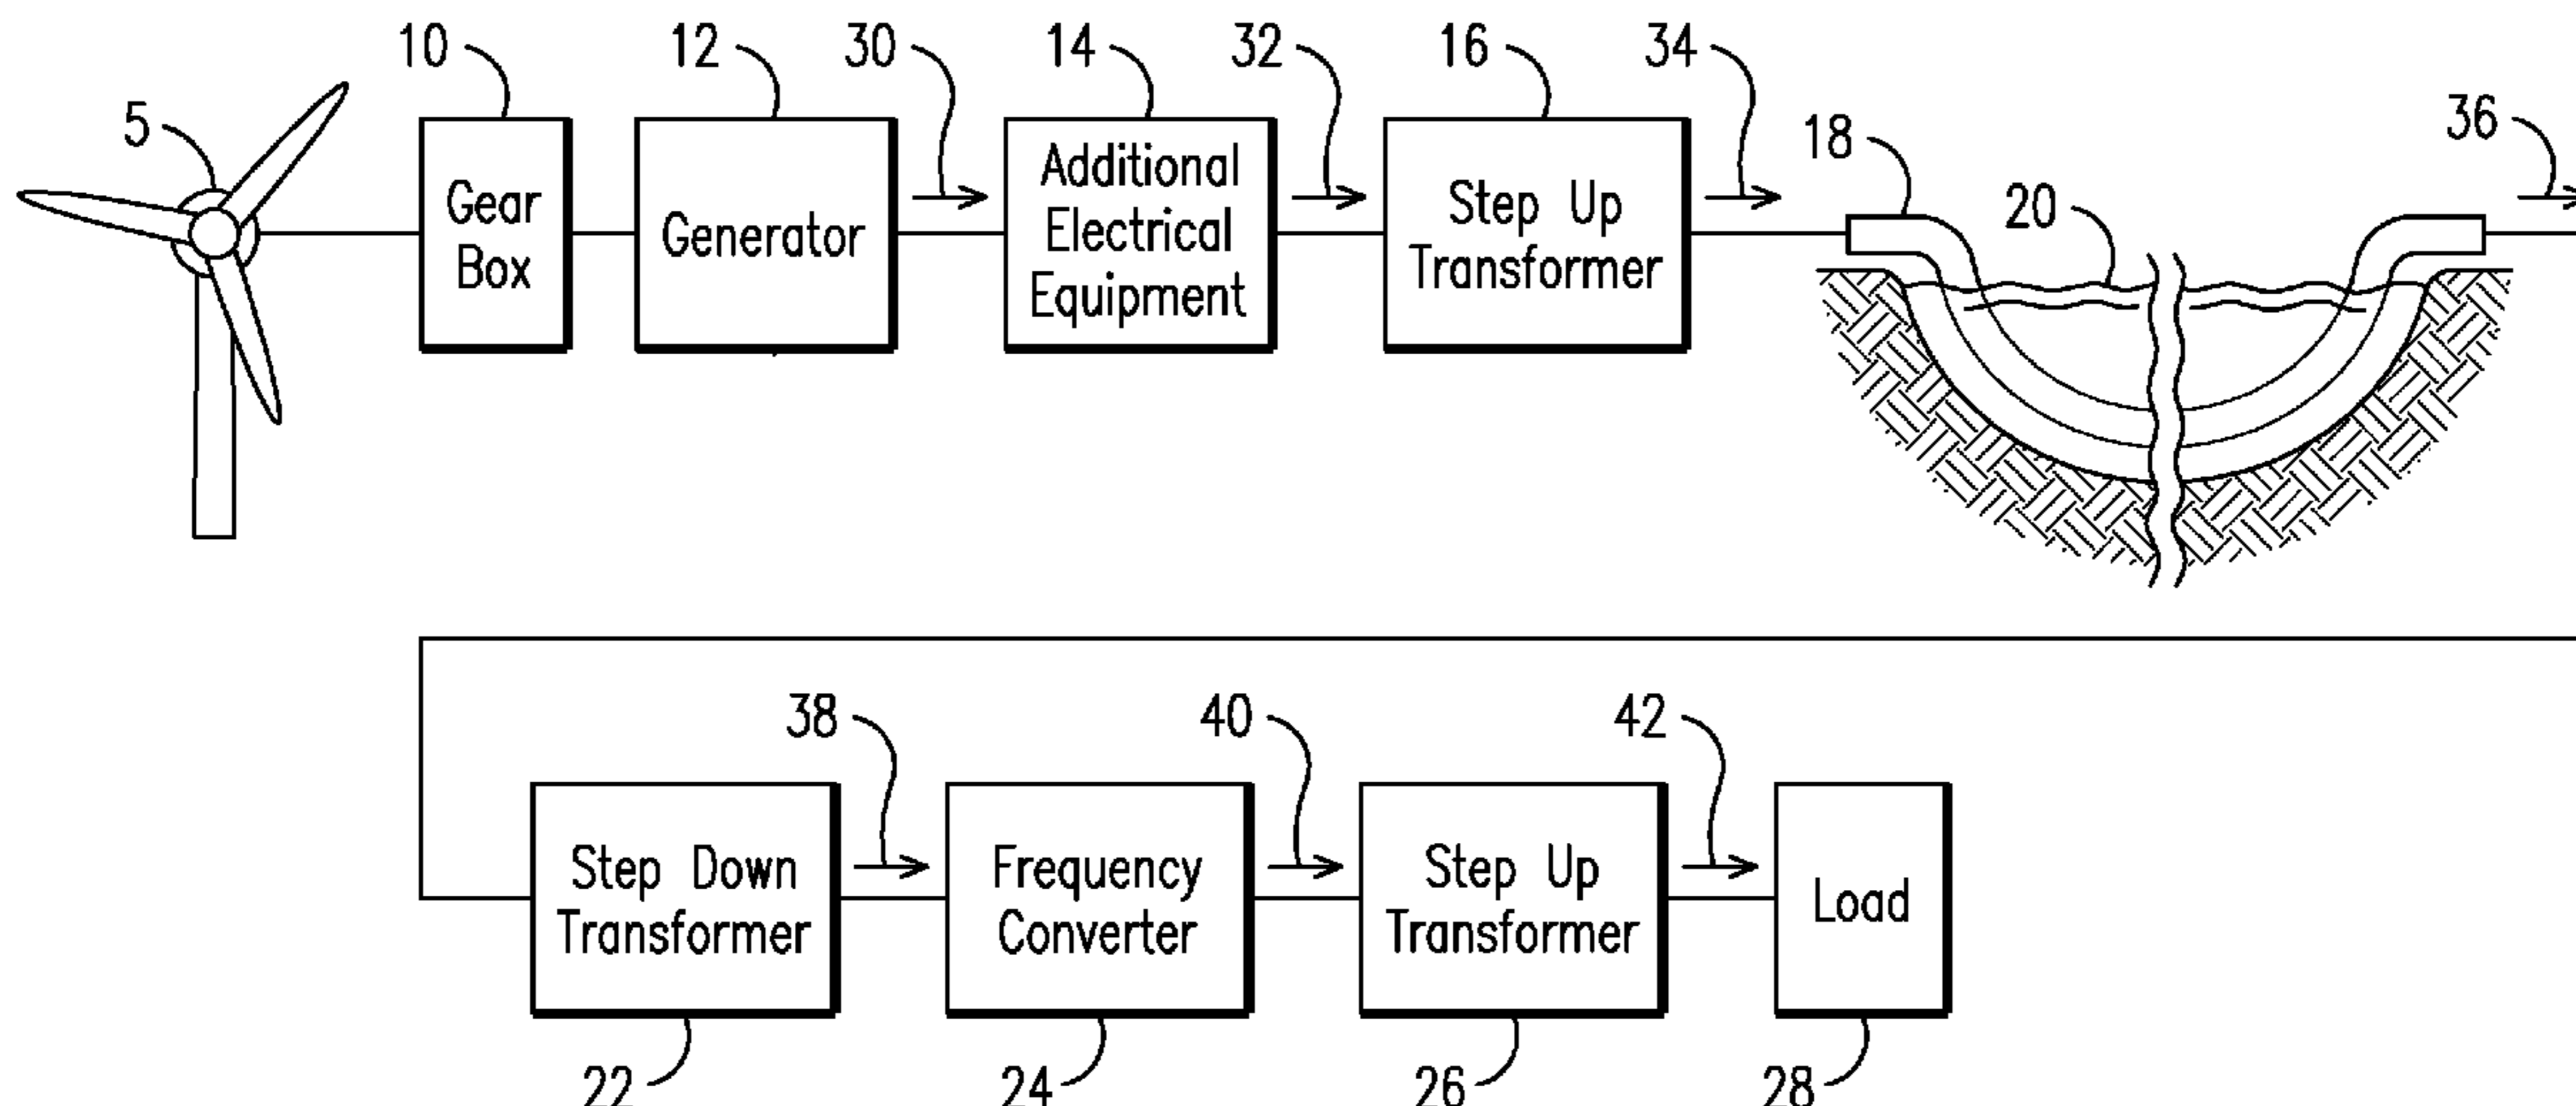 10
12
30
14
32
16
34
5
18
36
20
Gear
Box
Generator
Additional
Electrical
Equipment
Step Up
Transformer
38
40
42
Step Down
Transformer
Frequency
Converter
Step Up
Transformer
Load
22
24
26
28